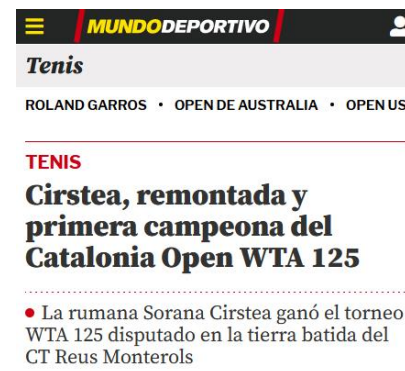 MUNDODEPORTIVO
Tenis
ROLAND GARROS • OPEN DE AUSTRALIA • OPEN US
TENIS
Cirstea, remontada y
primera campeona del
Catalonia Open WTA 125
• La rumana Sorana Cirstea ganó el torneo
WTA 125 disputado en la tierra batida del
CT Reus Monterols